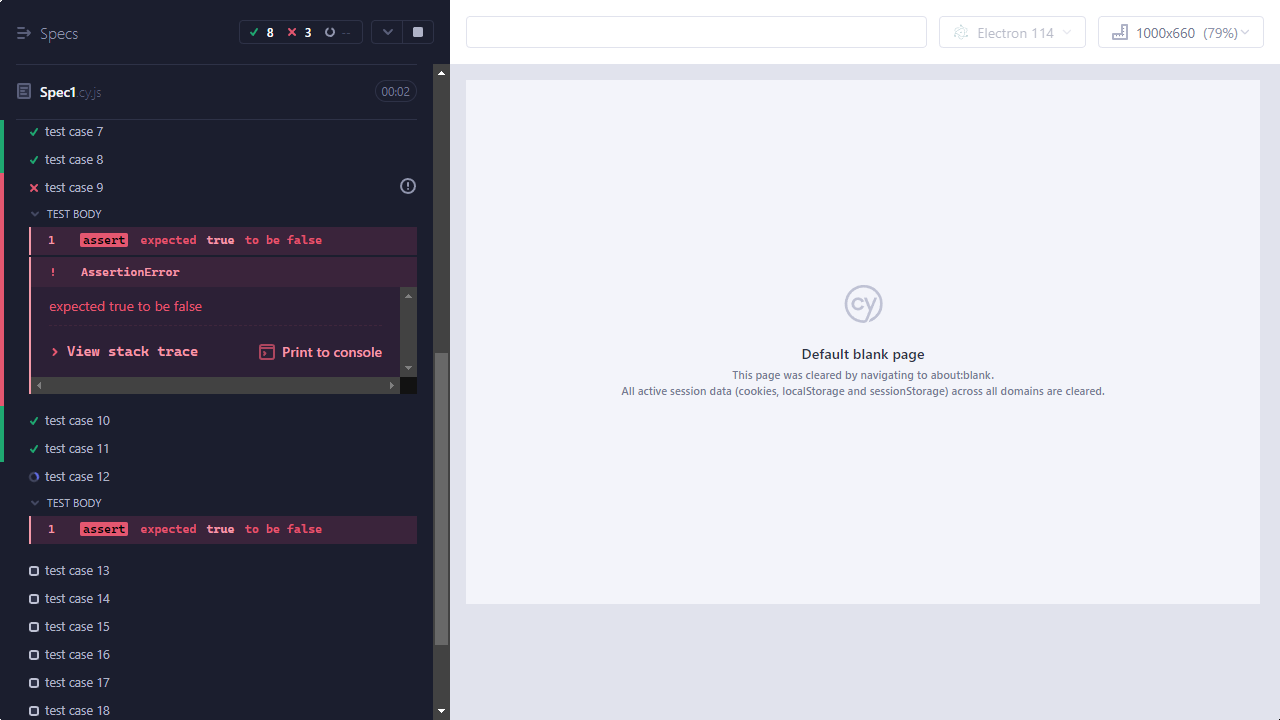 Specs
8 3 --
Electron 114
1000x660 (79%)
Spec1.cy.js
00:02
test case 7
test case 8
test case 9
TEST BODY
1 assert expected true to be false
! AssertionError
expected true to be false
View stack trace
Print to console
test case 10
test case 11
test case 12
TEST BODY
1 assert expected true to be false
test case 13
test case 14
test case 15
test case 16
test case 17
test case 18
cy
Default blank page
This page was cleared by navigating to about:blank.
All active session data (cookies, localStorage and sessionStorage) across all domains are cleared.